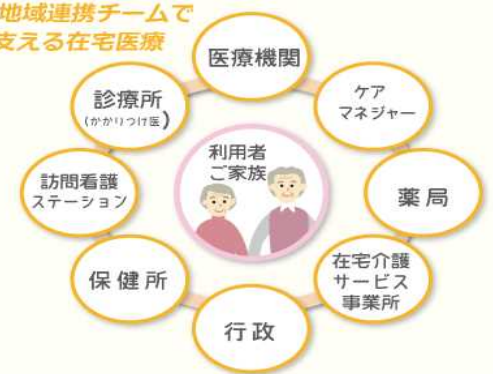 地域連携チームで
支える在宅医療
医療機関
ケア
マネジャー
薬局
在宅介護
サービス
事業所
行政
保健所
訪問看護
ステーション
診療所
(かかりつけ医)
利用者
ご家族